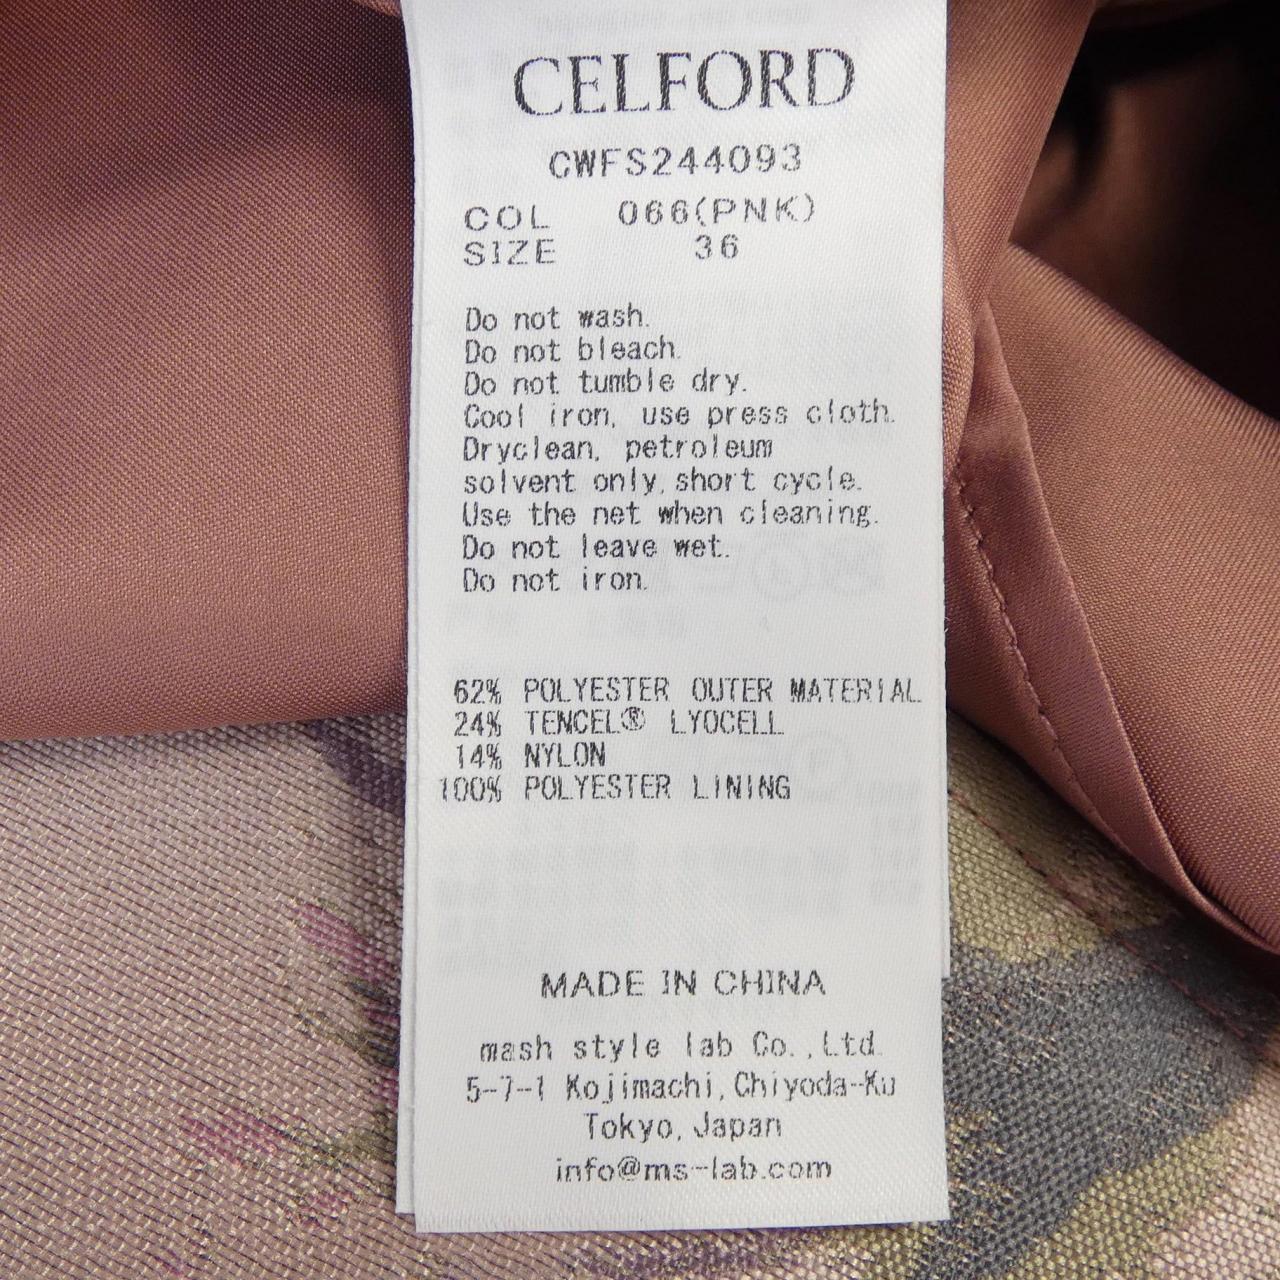 CELFORD
CWFS244093
COL 066(PNK)
SIZE 36
Do not wash.
Do not bleach.
Do not tumble dry.
Cool iron, use press cloth.
Dryclean, petroleum
solvent only,short cycle.
Use the net when cleaning.
Do not leave wet.
Do not iron.
62% POLYESTER OUTER MATERIAL
24% TENCEL® LYOCELL
14% NYLON
100% POLYESTER LINING
MADE IN CHINA
mash style lab Co.,Ltd.
5-7-1 Kojimachi,Chiyoda-Ku
Tokyo,Japan
info@ms-lab.com